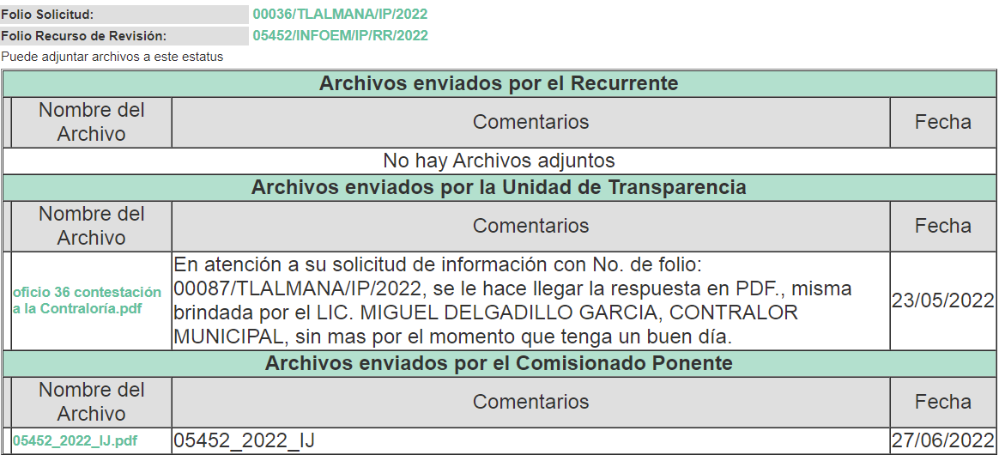 Folio Solicitud: 00036/TLALMANA/IP/2022
Folio Recurso de Revisión: 05452/INFOEM/IP/RR/2022
Puede adjuntar archivos a este estatus
Archivos enviados por el Recurrente
Nombre del Archivo Comentarios Fecha
No hay Archivos adjuntos
Archivos enviados por la Unidad de Transparencia
Nombre del Archivo Comentarios Fecha
oficio 36 contestación
a la Contraloría.pdf
En atención a su solicitud de información con No. de folio:
00087/TLALMANA/IP/2022, se le hace llegar la respuesta en PDF., misma
brindada por el LIC. MIGUEL DELGADILLO GARCIA, CONTRALOR
MUNICIPAL, sin mas por el momento que tenga un buen día.
23/05/2022
Archivos enviados por el Comisionado Ponente
Nombre del Archivo Comentarios Fecha
05452_2022_IJ.pdf 05452_2022_IJ 27/06/2022